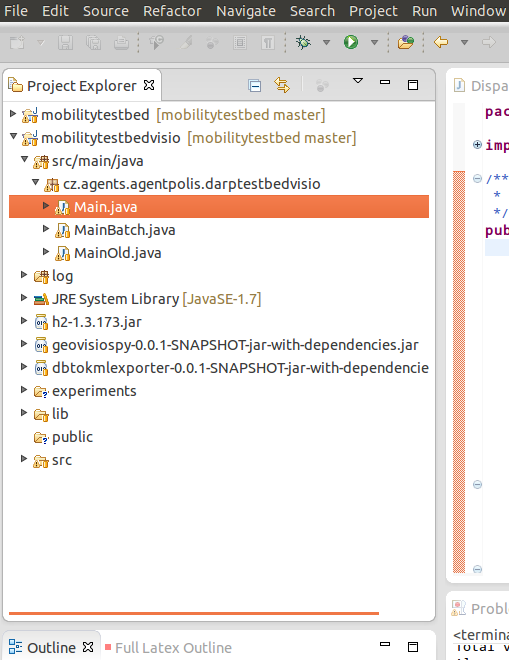 File Edit Source Refactor Navigate Search Project Run Window
Project Explorer
mobilitytestbed [mobilitytestbed master]
mobilitytestbedvisio [mobilitytestbed master]
src/main/java
cz.agents.agentpolis.darptestbedvisio
Main.java
MainBatch.java
MainOld.java
log
JRE System Library [JavaSE-1.7]
h2-1.3.173.jar
geovisiospy-0.0.1-SNAPSHOT-jar-with-dependencies.jar
dbtokmlexporter-0.0.1-SNAPSHOT-jar-with-dependencie
experiments
lib
public
src
Dispa
pac
imp
/**
*
*/
pub
Outline Full Latex Outline
Proble
<termina
Total V